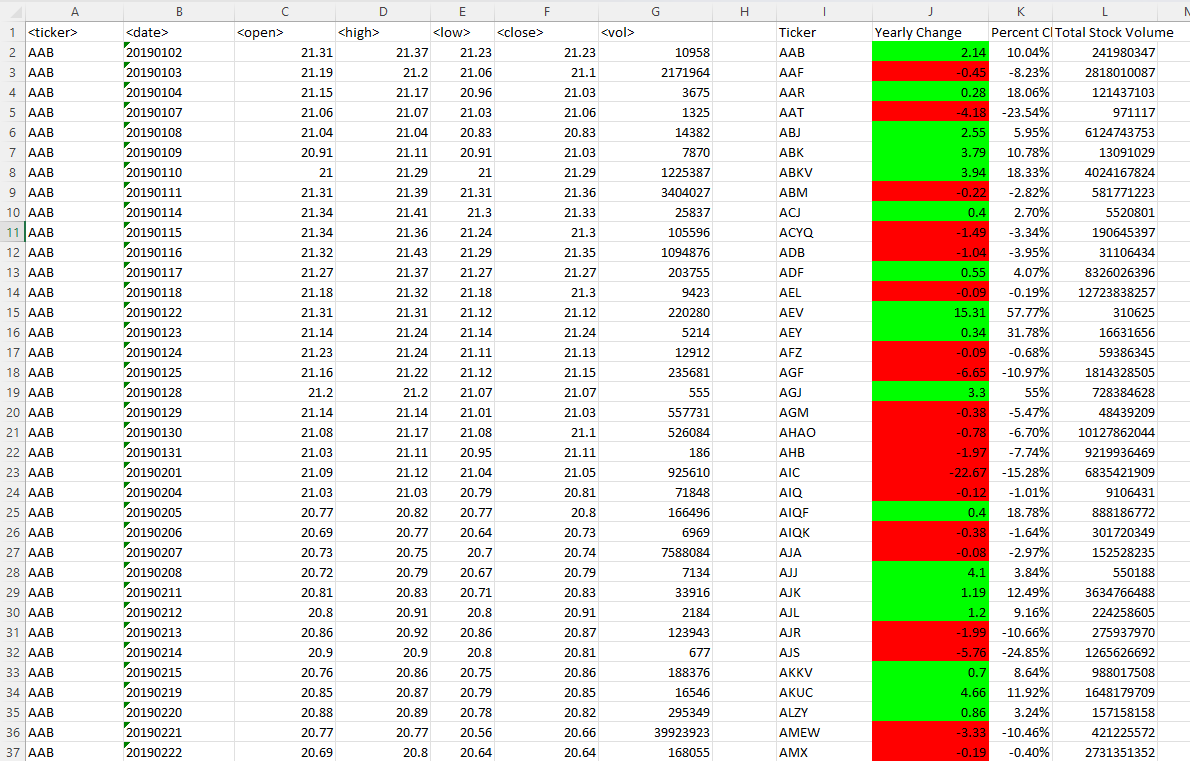 A B C D E F G H I J K L
1 <ticker> <date> <open> <high> <low> <close> <vol> Ticker Yearly Change Percent Cl Total Stock Volume
2 AAB 20190102 21.31 21.37 21.23 21.23 10958 AAB 2.14 10.04% 241980347
3 AAB 20190103 21.19 21.2 21.06 21.1 2171964 AAF -0.45 -8.23% 2818010087
4 AAB 20190104 21.15 21.17 20.96 21.03 3675 AAR 0.28 18.06% 121437103
5 AAB 20190107 21.06 21.07 21.03 21.06 1325 AAT -4.18 -23.54% 971117
6 AAB 20190108 21.04 21.04 20.83 20.83 14382 ABJ 2.55 5.95% 6124743753
7 AAB 20190109 20.91 21.11 20.91 21.03 7870 ABK 3.79 10.78% 13091029
8 AAB 20190110 21 21.29 21 21.29 1225387 ABKV 3.94 18.33% 4024167824
9 AAB 20190111 21.31 21.39 21.31 21.36 3404027 ABM -0.22 -2.82% 581771223
10 AAB 20190114 21.34 21.41 21.3 21.33 25837 ACJ 0.4 2.70% 5520801
11 AAB 20190115 21.34 21.36 21.24 21.3 105596 ACYQ -1.49 -3.34% 190645397
12 AAB 20190116 21.32 21.43 21.29 21.35 1094876 ADB -1.04 -3.95% 31106434
13 AAB 20190117 21.27 21.37 21.27 21.27 203755 ADF 0.55 4.07% 8326026396
14 AAB 20190118 21.18 21.32 21.18 21.3 9423 AEL -0.09 -0.19% 12723838257
15 AAB 20190122 21.31 21.31 21.12 21.12 220280 AEV 15.31 57.77% 310625
16 AAB 20190123 21.14 21.24 21.14 21.24 5214 AEY 0.34 31.78% 16631656
17 AAB 20190124 21.23 21.24 21.11 21.13 12912 AFZ -0.09 -0.68% 59386345
18 AAB 20190125 21.16 21.22 21.12 21.15 235681 AGF -6.65 -10.97% 1814328505
19 AAB 20190128 21.2 21.2 21.07 21.07 555 AGJ 3.3 55% 728384628
20 AAB 20190129 21.14 21.14 21.01 21.03 557731 AGM -0.38 -5.47% 48439209
21 AAB 20190130 21.08 21.17 21.08 21.1 526084 AHAO -0.78 -6.70% 10127862044
22 AAB 20190131 21.03 21.11 20.95 21.11 186 AHB -1.97 -7.74% 9219936469
23 AAB 20190201 21.09 21.12 21.04 21.05 925610 AIC -22.67 -15.28% 6835421909
24 AAB 20190204 21.03 21.03 20.79 20.81 71848 AIQ -0.12 -1.01% 9106431
25 AAB 20190205 20.77 20.82 20.77 20.8 166496 AIQF 0.4 18.78% 888186772
26 AAB 20190206 20.69 20.77 20.64 20.73 6969 AIQK -0.38 -1.64% 301720349
27 AAB 20190207 20.73 20.75 20.7 20.74 7588084 AJA -0.08 -2.97% 152528235
28 AAB 20190208 20.72 20.79 20.67 20.79 7134 AJJ 4.1 3.84% 550188
29 AAB 20190211 20.81 20.83 20.71 20.83 33916 AJK 1.19 12.49% 3634766488
30 AAB 20190212 20.8 20.91 20.8 20.91 2184 AJL 1.2 9.16% 224258605
31 AAB 20190213 20.86 20.92 20.86 20.87 123943 AJR -1.99 -10.66% 275937970
32 AAB 20190214 20.9 20.9 20.8 20.81 677 AJS -5.76 -24.85% 1265626692
33 AAB 20190215 20.76 20.86 20.75 20.86 188376 AKKV 0.7 8.64% 988017508
34 AAB 20190219 20.85 20.87 20.79 20.85 16546 AKUC 4.66 11.92% 1648179709
35 AAB 20190220 20.88 20.89 20.78 20.82 295349 ALZY 0.86 3.24% 157158158
36 AAB 20190221 20.77 20.77 20.56 20.66 39923923 AMEW -3.33 -10.46% 421225572
37 AAB 20190222 20.69 20.8 20.64 20.64 168055 AMX -0.19 -0.40% 2731351352